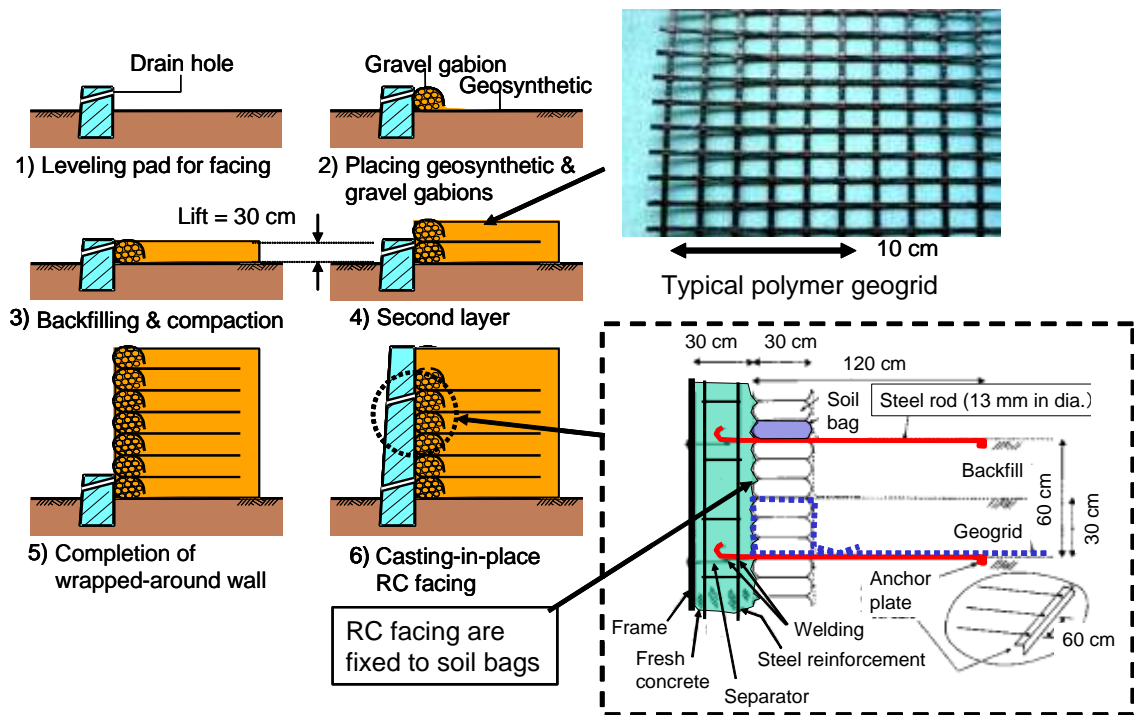 Drain hole
1) Leveling pad for facing
Gravel gabion
Geosynthetic
2) Placing geosynthetic &
gravel gabions
10 cm
Typical polymer geogrid
Lift = 30 cm
3) Backfilling & compaction
4) Second layer
5) Completion of
wrapped-around wall
6) Casting-in-place
RC facing
RC facing are
fixed to soil bags
30 cm
30 cm
120 cm
Soil
bag
Steel rod (13 mm in dia.)
Backfill
60 cm
30 cm
Geogrid
Anchor
plate
60 cm
Frame
Welding
Fresh
concrete
Steel reinforcement
Separator